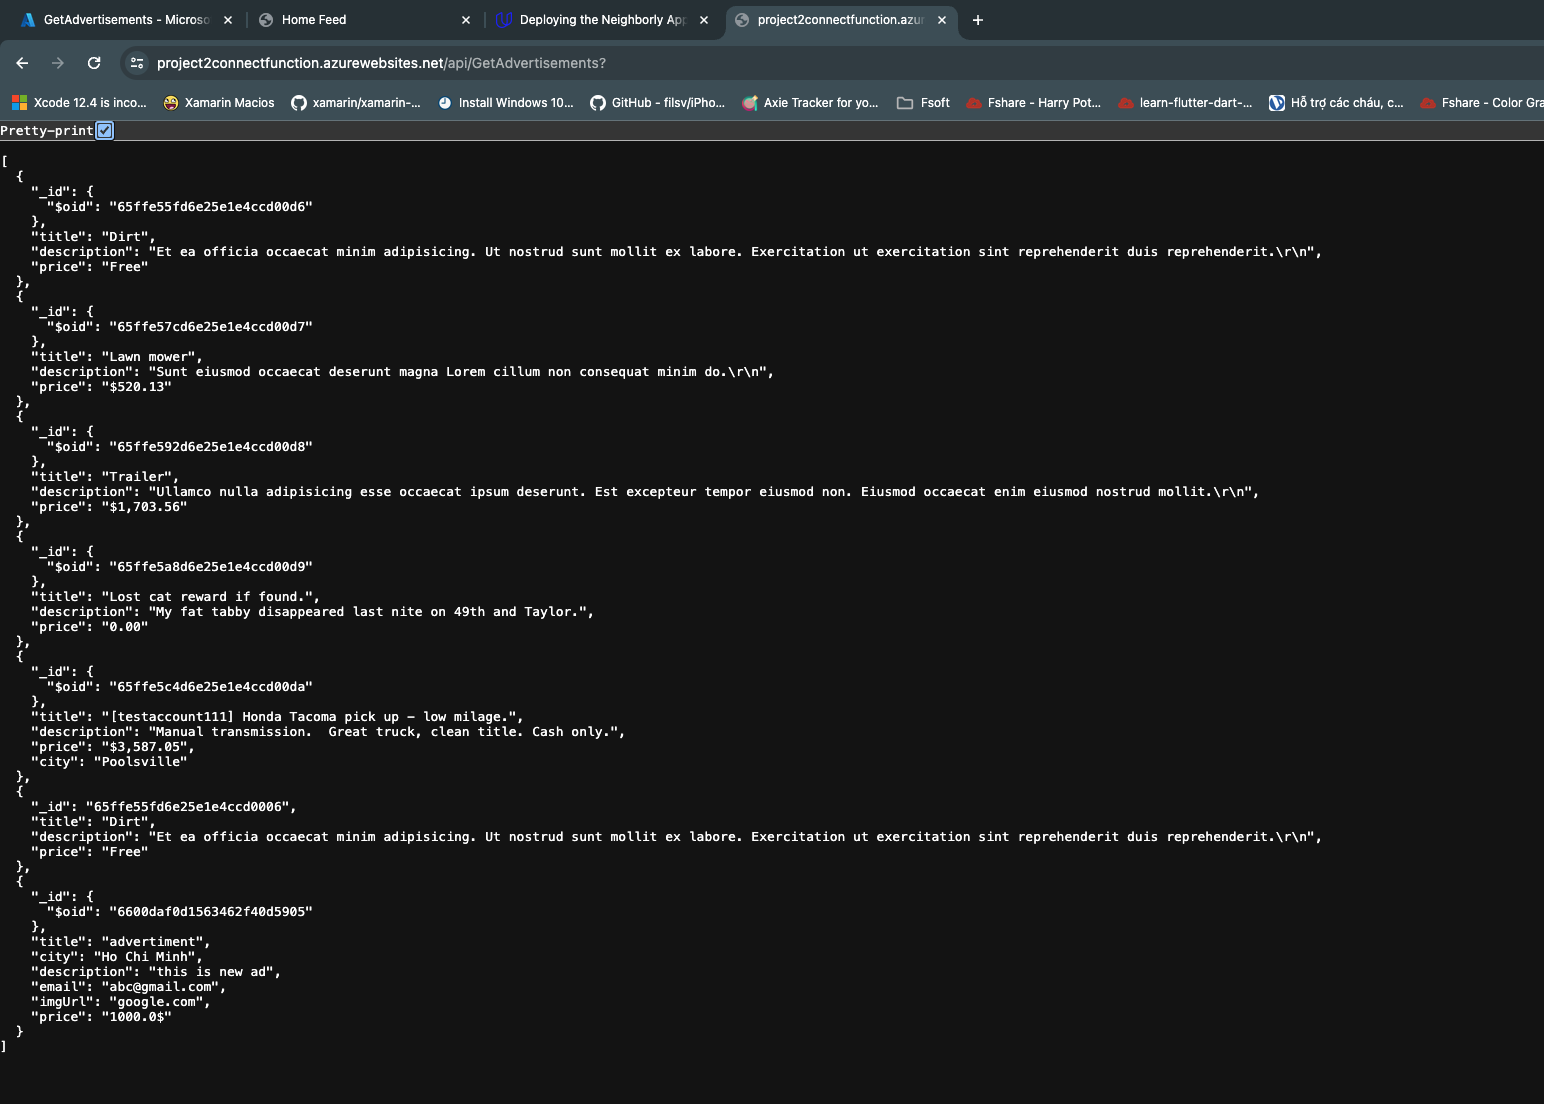 GetAdvertisements - Microso
Home Feed
Deploying the Neighborly App
project2connectfunction.azur
project2connectfunction.azurewebsites.net/api/GetAdvertisements?
Xcode 12.4 is inco...
Xamarin Macios
xamarin/xamarin-...
Install Windows 10...
GitHub - filsv/iPho...
Axie Tracker for yo...
Fsoft
Fshare - Harry Pot...
learn-flutter-dart-...
Hỗ trợ các cháu, c...
Fshare - Color Gra
Pretty-print
[
{
"_id": {
"$oid": "65ffe55fd6e25e1e4ccd00d6"
},
"title": "Dirt",
"description": "Et ea officia occaecat minim adipisicing. Ut nostrud sunt mollit ex labore. Exercitation ut exercitation sint reprehenderit duis reprehenderit.\r\n",
"price": "Free"
},
{
"_id": {
"$oid": "65ffe57cd6e25e1e4ccd00d7"
},
"title": "Lawn mower",
"description": "Sunt eiusmod occaecat deserunt magna Lorem cillum non consequat minim do.\r\n",
"price": "$520.13"
},
{
"_id": {
"$oid": "65ffe592d6e25e1e4ccd00d8"
},
"title": "Trailer",
"description": "Ullamco nulla adipisicing esse occaecat ipsum deserunt. Est excepteur tempor eiusmod non. Eiusmod occaecat enim eiusmod nostrud mollit.\r\n",
"price": "$1,703.56"
},
{
"_id": {
"$oid": "65ffe5a8d6e25e1e4ccd00d9"
},
"title": "Lost cat reward if found.",
"description": "My fat tabby disappeared last nite on 49th and Taylor.",
"price": "0.00"
},
{
"_id": {
"$oid": "65ffe5c4d6e25e1e4ccd00da"
},
"title": "[testaccount111] Honda Tacoma pick up - low milage.",
"description": "Manual transmission.  Great truck, clean title. Cash only.",
"price": "$3,587.05",
"city": "Poolsville"
},
{
"_id": "65ffe55fd6e25e1e4ccd0006",
"title": "Dirt",
"description": "Et ea officia occaecat minim adipisicing. Ut nostrud sunt mollit ex labore. Exercitation ut exercitation sint reprehenderit duis reprehenderit.\r\n",
"price": "Free"
},
{
"_id": {
"$oid": "6600daf0d1563462f40d5905"
},
"title": "advertiment",
"city": "Ho Chi Minh",
"description": "this is new ad",
"email": "abc@gmail.com",
"imgUrl": "google.com",
"price": "1000.0$"
}
]